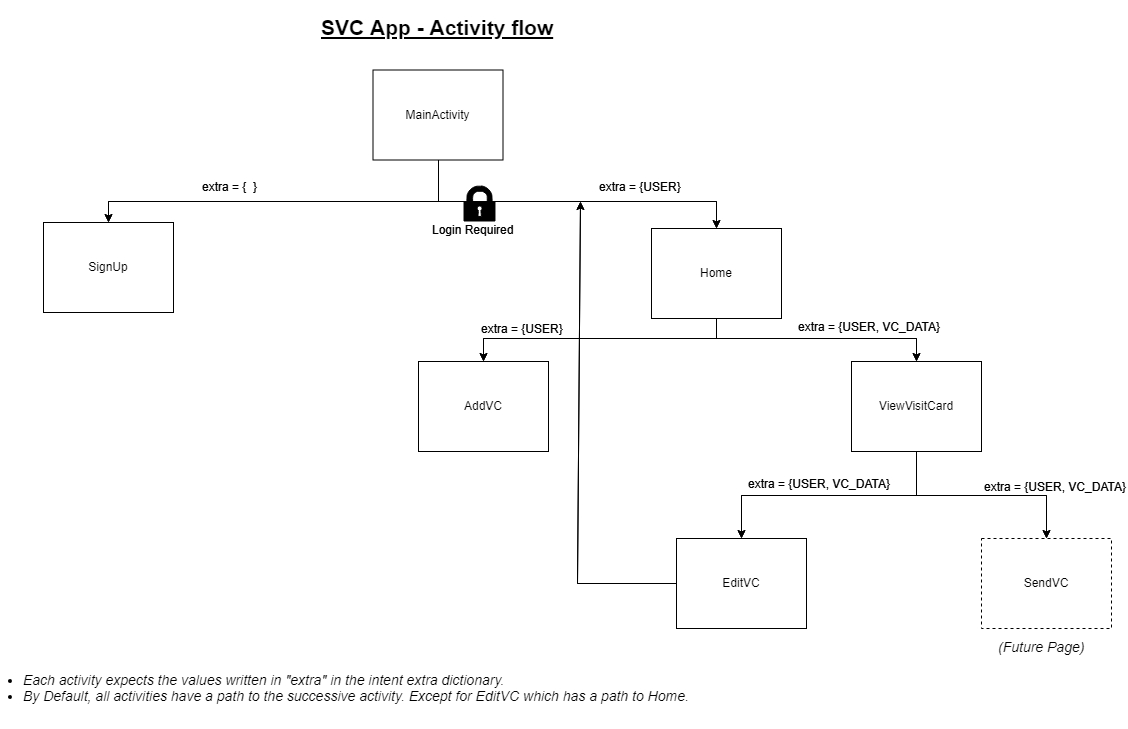 SVC App - Activity flow
MainActivity
extra = {  }
extra = {USER}
Login Required
SignUp
Home
extra = {USER}
extra = {USER, VC_DATA}
AddVC
ViewVisitCard
extra = {USER, VC_DATA}
extra = {USER, VC_DATA}
EditVC
SendVC
(Future Page)
• Each activity expects the values written in "extra" in the intent extra dictionary.
• By Default, all activities have a path to the successive activity. Except for EditVC which has a path to Home.